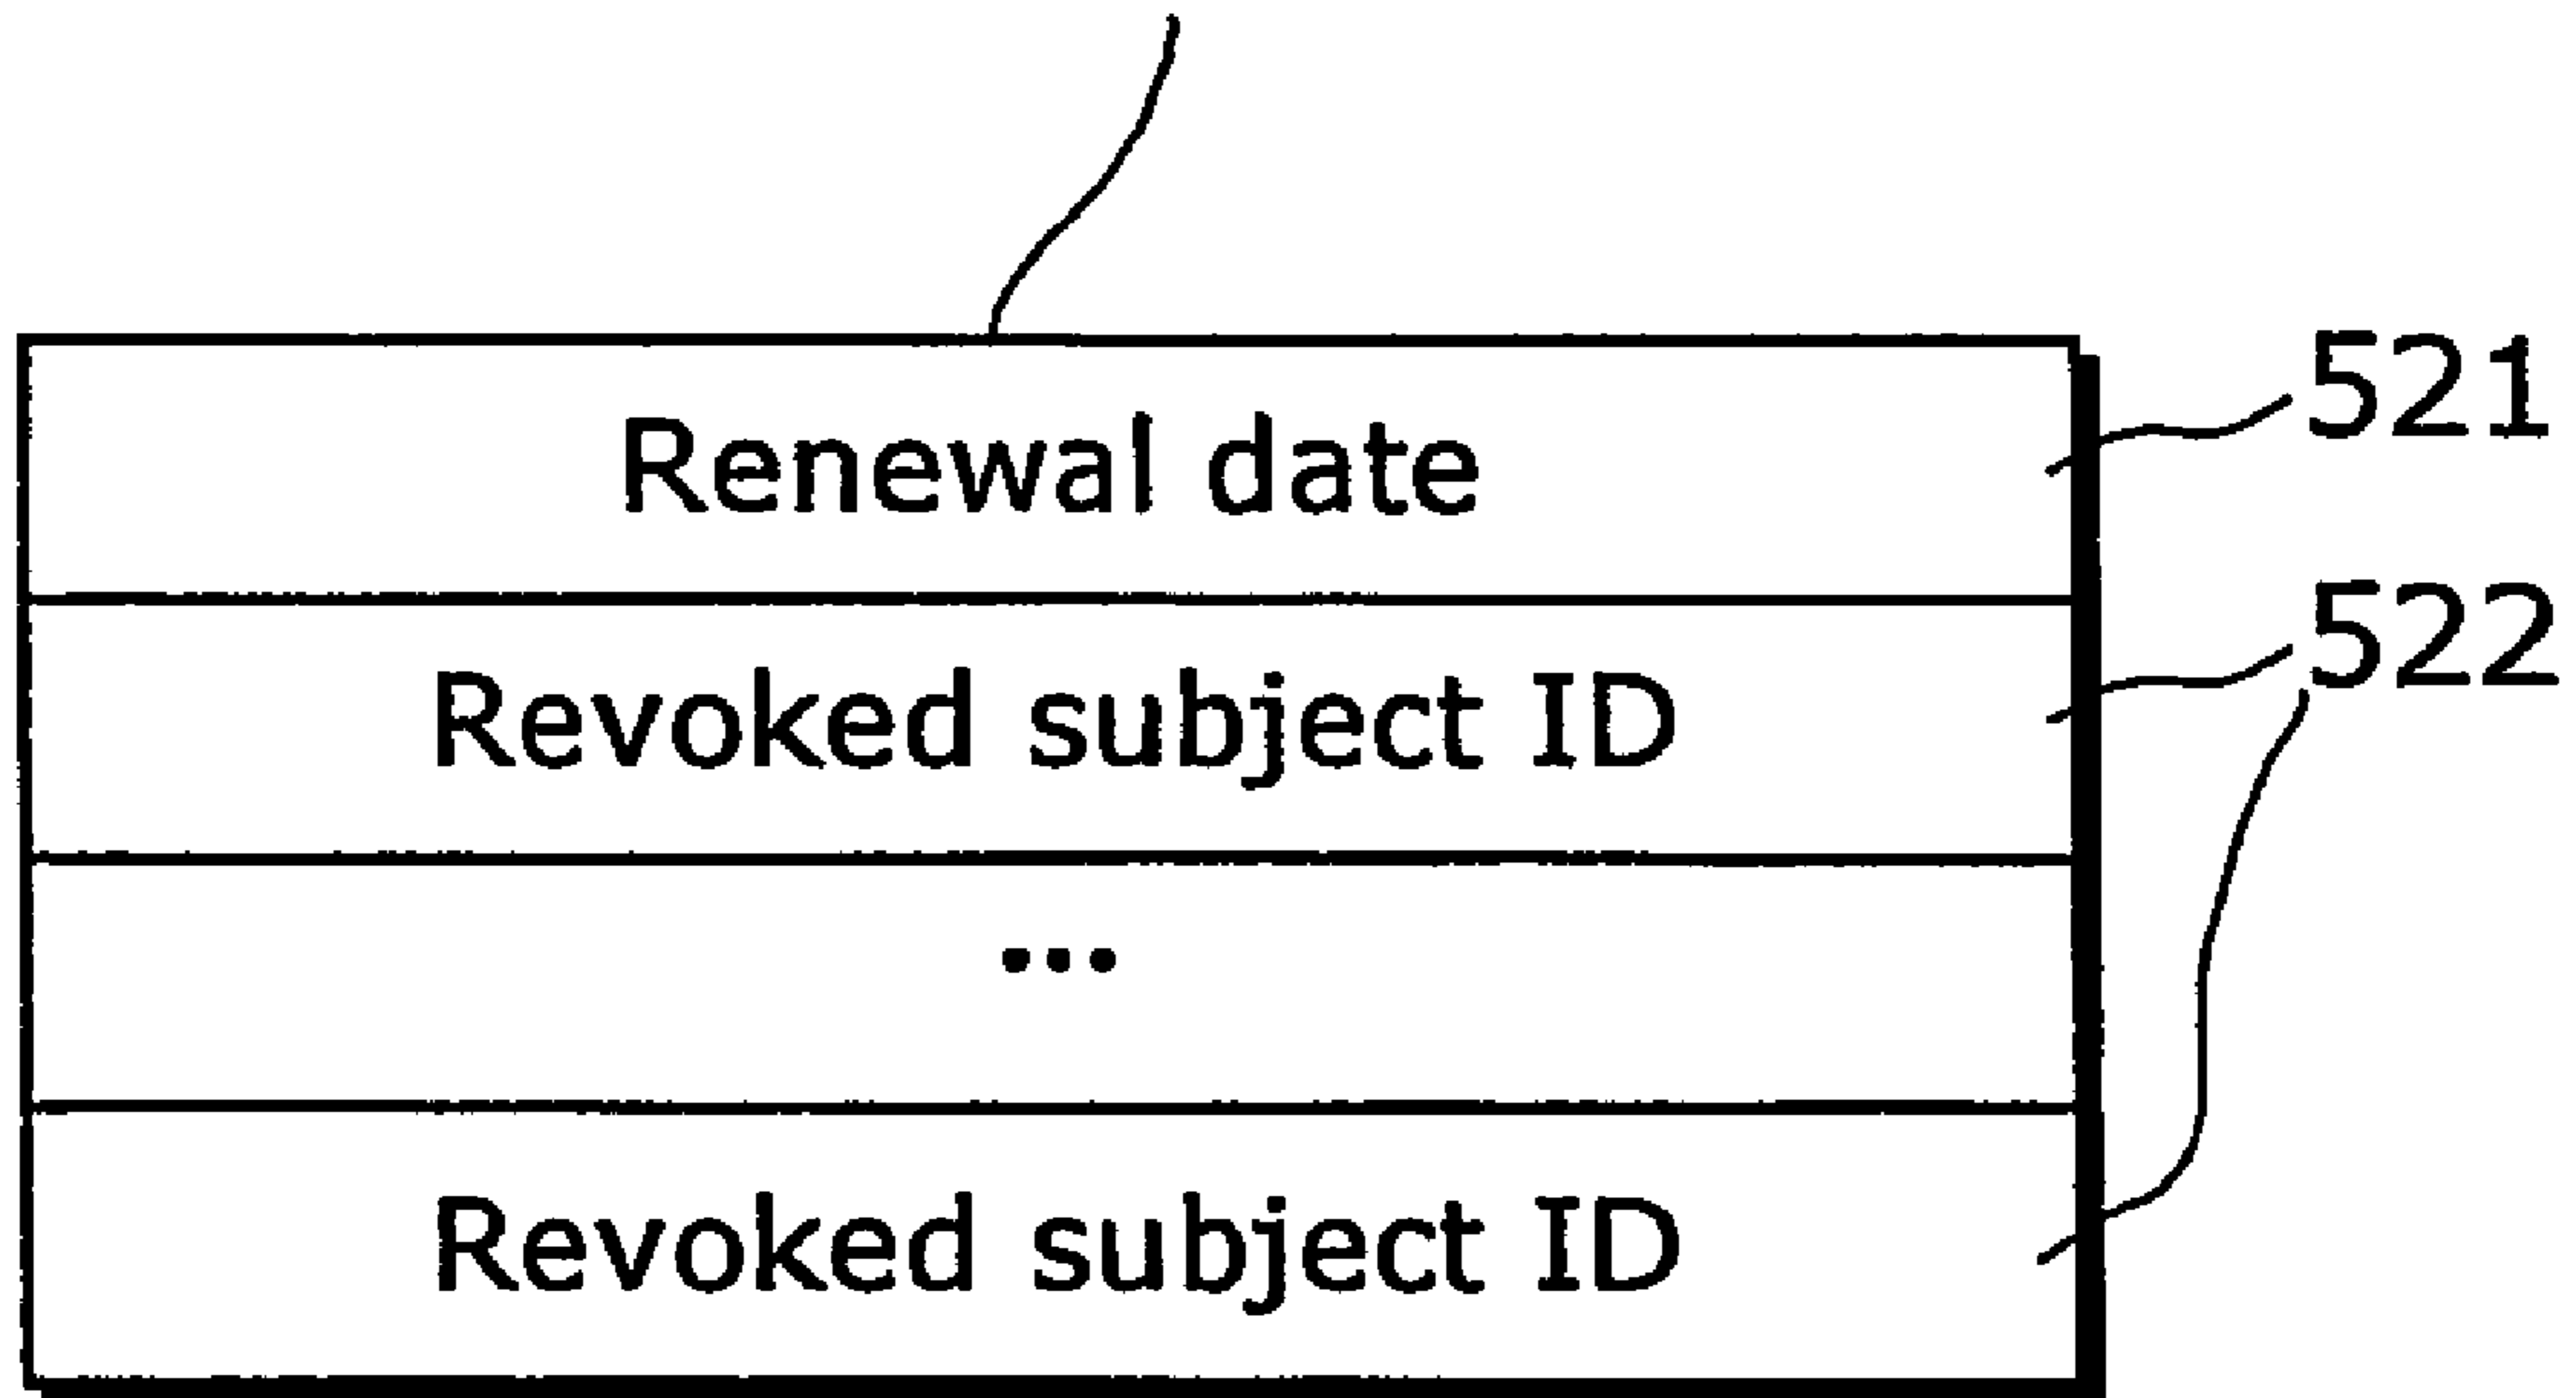 Renewal date 521
Revoked subject ID 522
...
Revoked subject ID